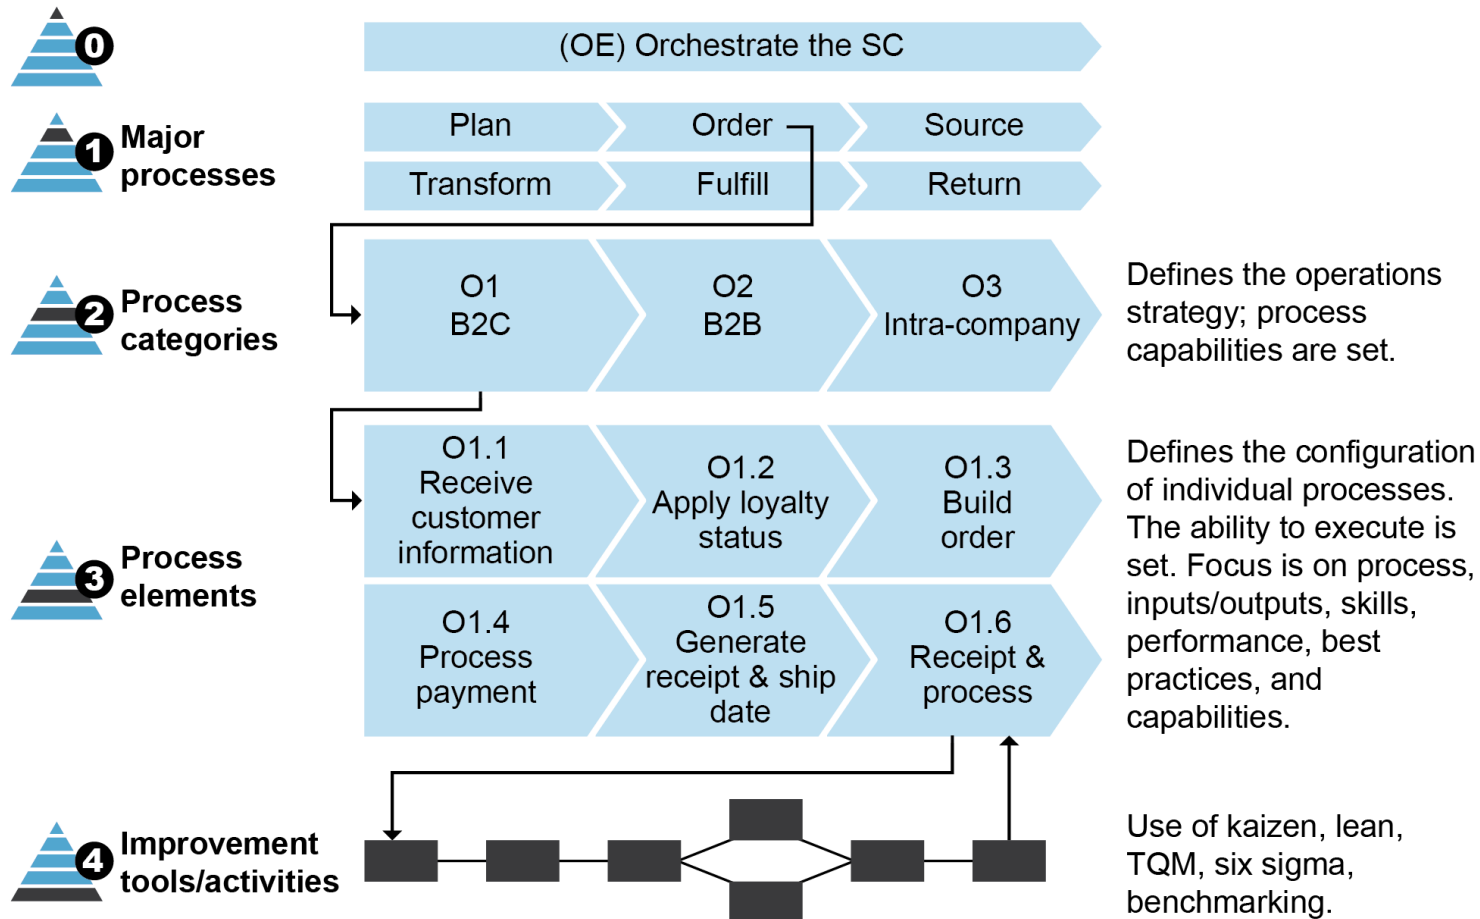 0
(OE) Orchestrate the SC
1
Major
processes
Plan
Order
Source
Transform
Fulfill
Return
2
Process
categories
O1
B2C
O2
B2B
O3
Intra-company
Defines the operations
strategy; process
capabilities are set.
3
Process
elements
O1.1
Receive
customer
information
O1.2
Apply loyalty
status
O1.3
Build
order
O1.4
Process
payment
O1.5
Generate
receipt & ship
date
O1.6
Receipt &
process
Defines the configuration
of individual processes.
The ability to execute is
set. Focus is on process,
inputs/outputs, skills,
performance, best
practices, and
capabilities.
4
Improvement
tools/activities
Use of kaizen, lean,
TQM, six sigma,
benchmarking.